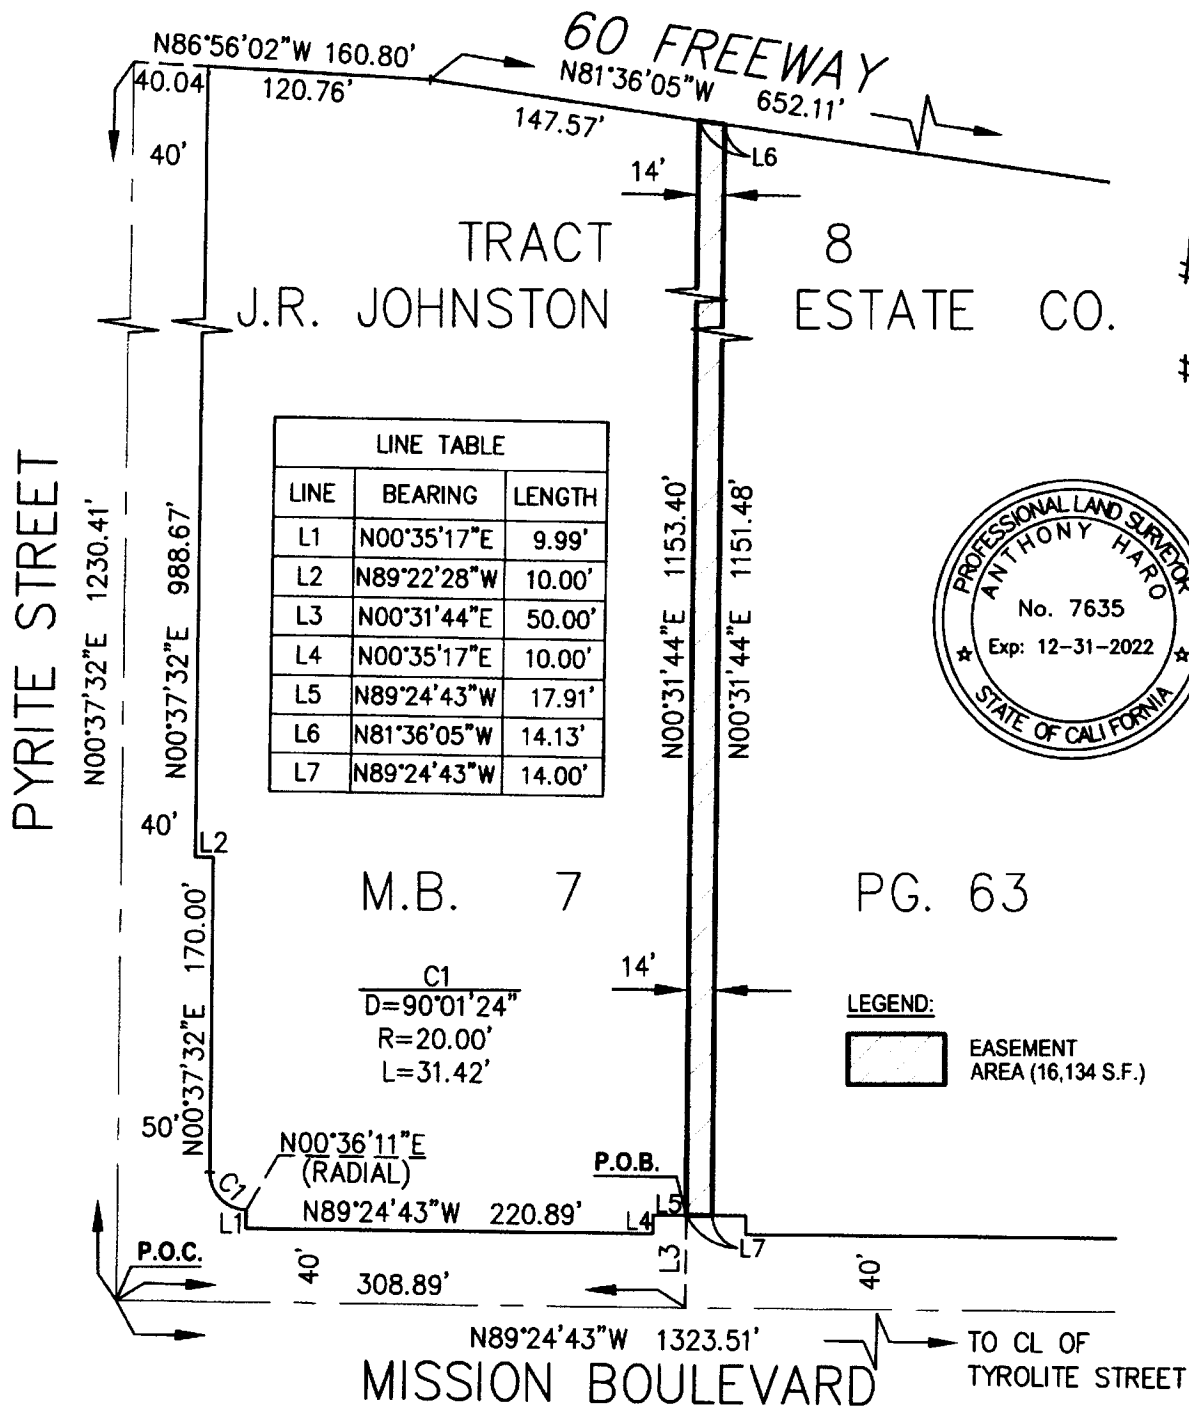 60 FREEWAY
N86°56'02"W 160.80'
N81°36'05"W 652.11'
40.04
120.76'
147.57'
40'
L6
14'
TRACT 8
J.R. JOHNSTON ESTATE CO.
PYRITE STREET
N00°37'32"E 1230.41'
N00°37'32"E 988.67'
LINE TABLE
LINE BEARING LENGTH
L1 N00°35'17"E 9.99'
L2 N89°22'28"W 10.00'
L3 N00°31'44"E 50.00'
L4 N00°35'17"E 10.00'
L5 N89°24'43"W 17.91'
L6 N81°36'05"W 14.13'
L7 N89°24'43"W 14.00'
N00°31'44"E 1153.40'
N00°31'44"E 1151.48'
PROFESSIONAL LAND SURVEYOR
ANTHONY HARO
No. 7635
Exp: 12-31-2022
STATE OF CALIFORNIA
40'
L2
M.B. 7 PG. 63
N00°37'32"E 170.00'
C1
D=90°01'24"
R=20.00'
L=31.42'
14'
LEGEND:
EASEMENT
AREA (16,134 S.F.)
50'
N00°36'11"E
(RADIAL)
P.O.B.
C1
L1
N89°24'43"W 220.89'
L4
L5
L3
L7
P.O.C.
40'
308.89'
40'
N89°24'43"W 1323.51'
TO CL OF
TYROLITE STREET
MISSION BOULEVARD